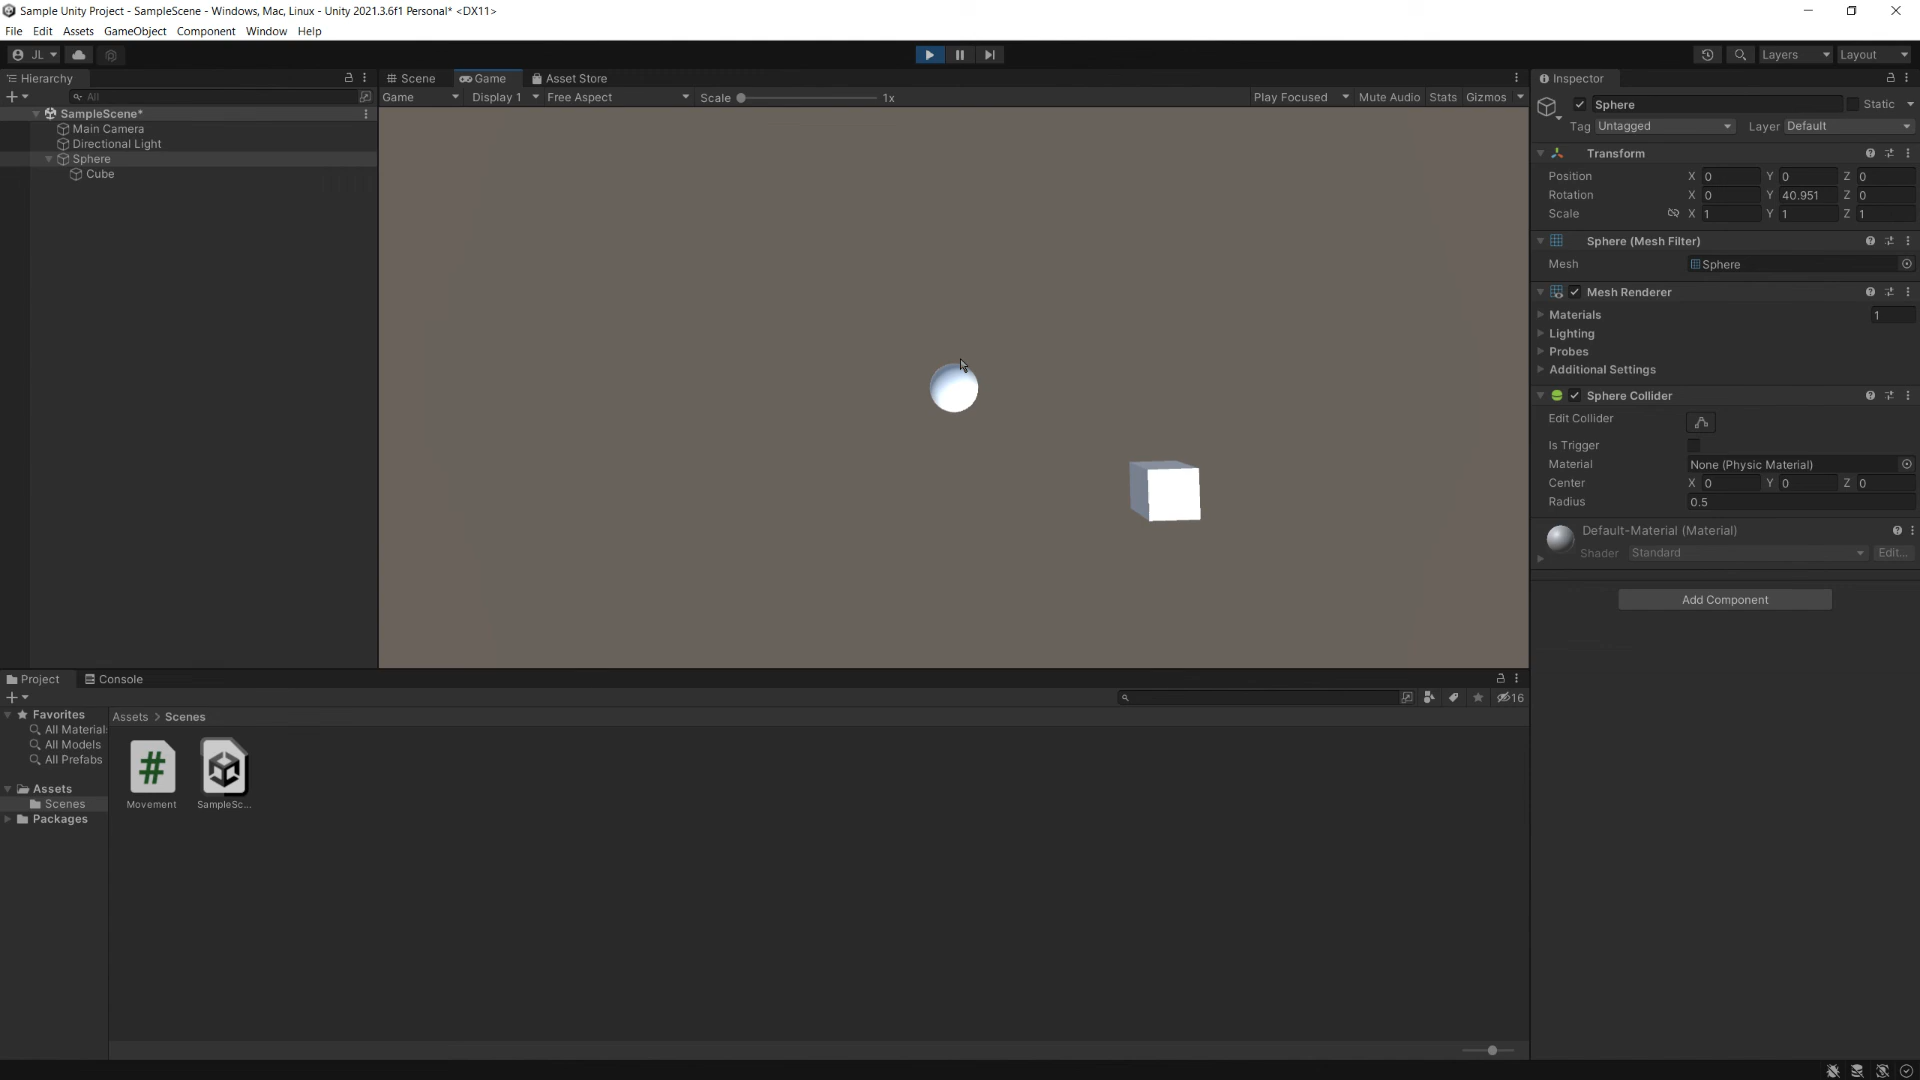 Sample Unity Project - SampleScene - Windows, Mac, Linux - Unity 2021.3.6f1 Personal* <DX11>
File Edit Assets GameObject Component Window Help
JL Layers Layout
Hierarchy
All
SampleScene*
Main Camera
Directional Light
Sphere
Cube
Scene Game Asset Store
Game Display 1 Free Aspect Scale 1x Play Focused Mute Audio Stats Gizmos
Inspector
Sphere Static
Tag Untagged Layer Default
Transform
Position X 0 Y 0 Z 0
Rotation X 0 Y 40.951 Z 0
Scale X 1 Y 1 Z 1
Sphere (Mesh Filter)
Mesh Sphere
Mesh Renderer
Materials 1
Lighting
Probes
Additional Settings
Sphere Collider
Edit Collider
Is Trigger
Material None (Physic Material)
Center X 0 Y 0 Z 0
Radius 0.5
Default-Material (Material)
Shader Standard Edit...
Add Component
Project Console
16
Favorites
All Materials
All Models
All Prefabs
Assets
Scenes
Packages
Assets > Scenes
#
Movement SampleSc...